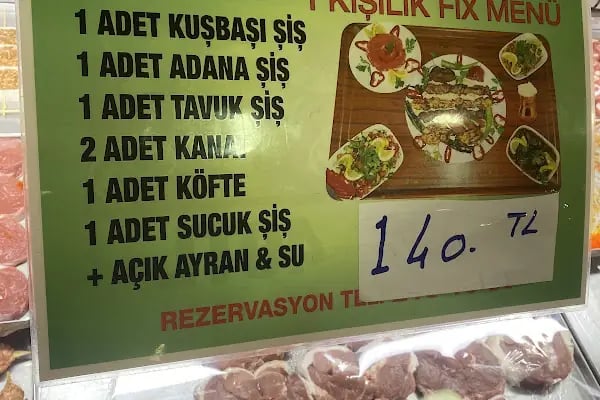 1 KİŞİLİK FİX MENÜ
1 ADET KUŞBAŞI ŞİŞ
1 ADET ADANA ŞİŞ
1 ADET TAVUK ŞİŞ
2 ADET KANAT
1 ADET KÖFTE
1 ADET SUCUK ŞİŞ
+ AÇIK AYRAN & SU
140. TL
REZERVASYON